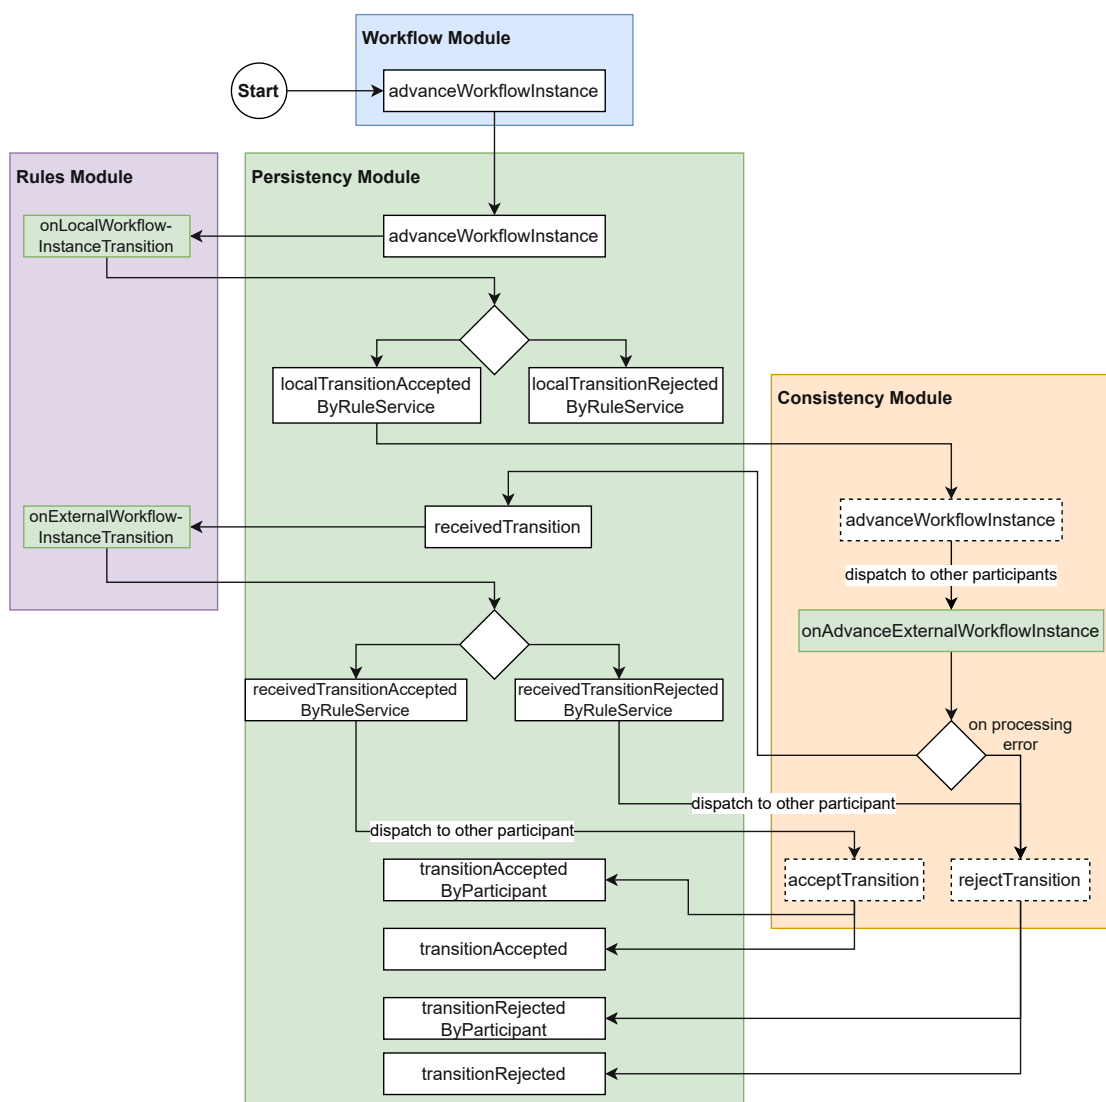 Workflow Module
Start
advanceWorkflowInstance
Rules Module
Persistency Module
onLocalWorkflow-
InstanceTransition
advanceWorkflowInstance
localTransitionAccepted
ByRuleService
localTransitionRejected
ByRuleService
Consistency Module
onExternalWorkflow-
InstanceTransition
receivedTransition
advanceWorkflowInstance
dispatch to other participants
onAdvanceExternalWorkflowInstance
receivedTransitionAccepted
ByRuleService
receivedTransitionRejected
ByRuleService
on processing
error
dispatch to other participant
dispatch to other participant
transitionAccepted
ByParticipant
acceptTransition
rejectTransition
transitionAccepted
transitionRejected
ByParticipant
transitionRejected